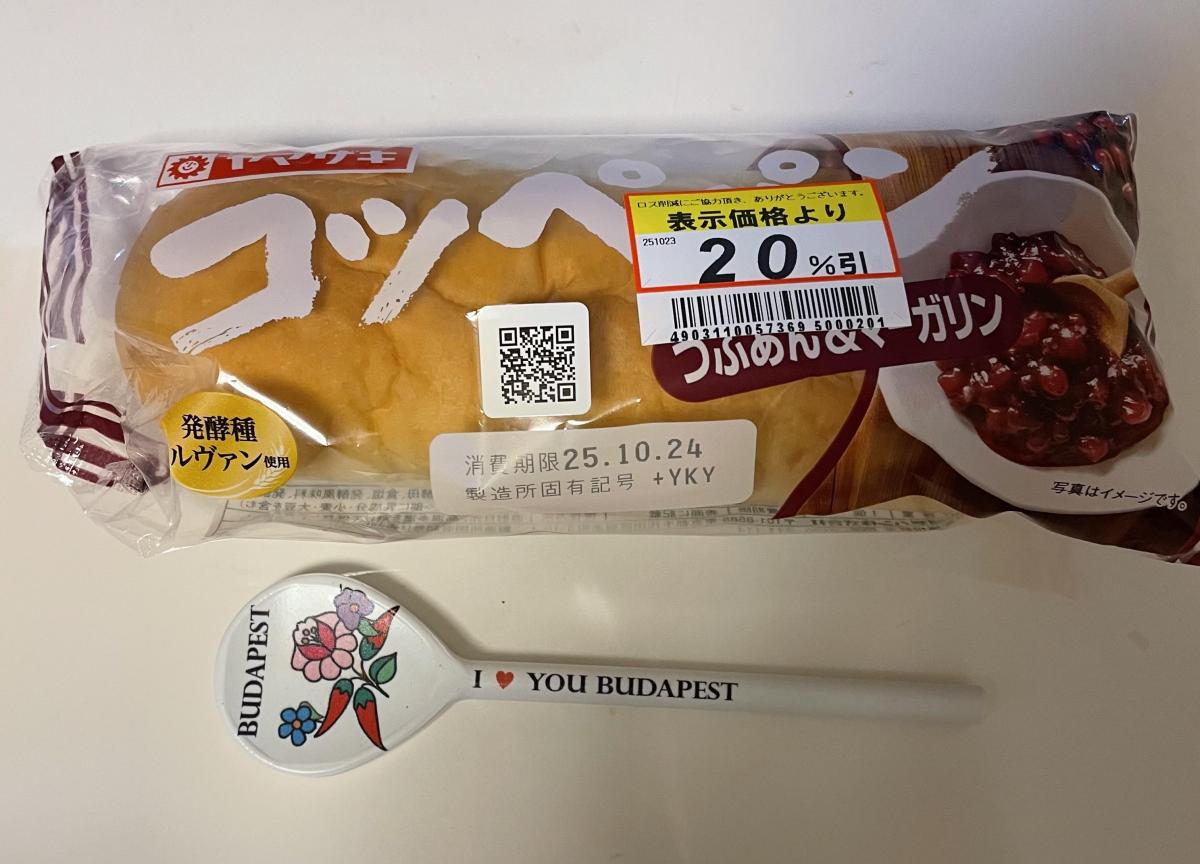 ヤマザキ
コッペパン
ロス削減にご協力頂き、ありがとうございます。
表示価格より
251023
20%引
4903110057369 5000201
つぶあん&マーガリン
発酵種
ルヴァン使用
消費期限25.10.24
製造所固有記号 +YKY
写真はイメージです。
BUDAPEST
I ♥ YOU BUDAPEST